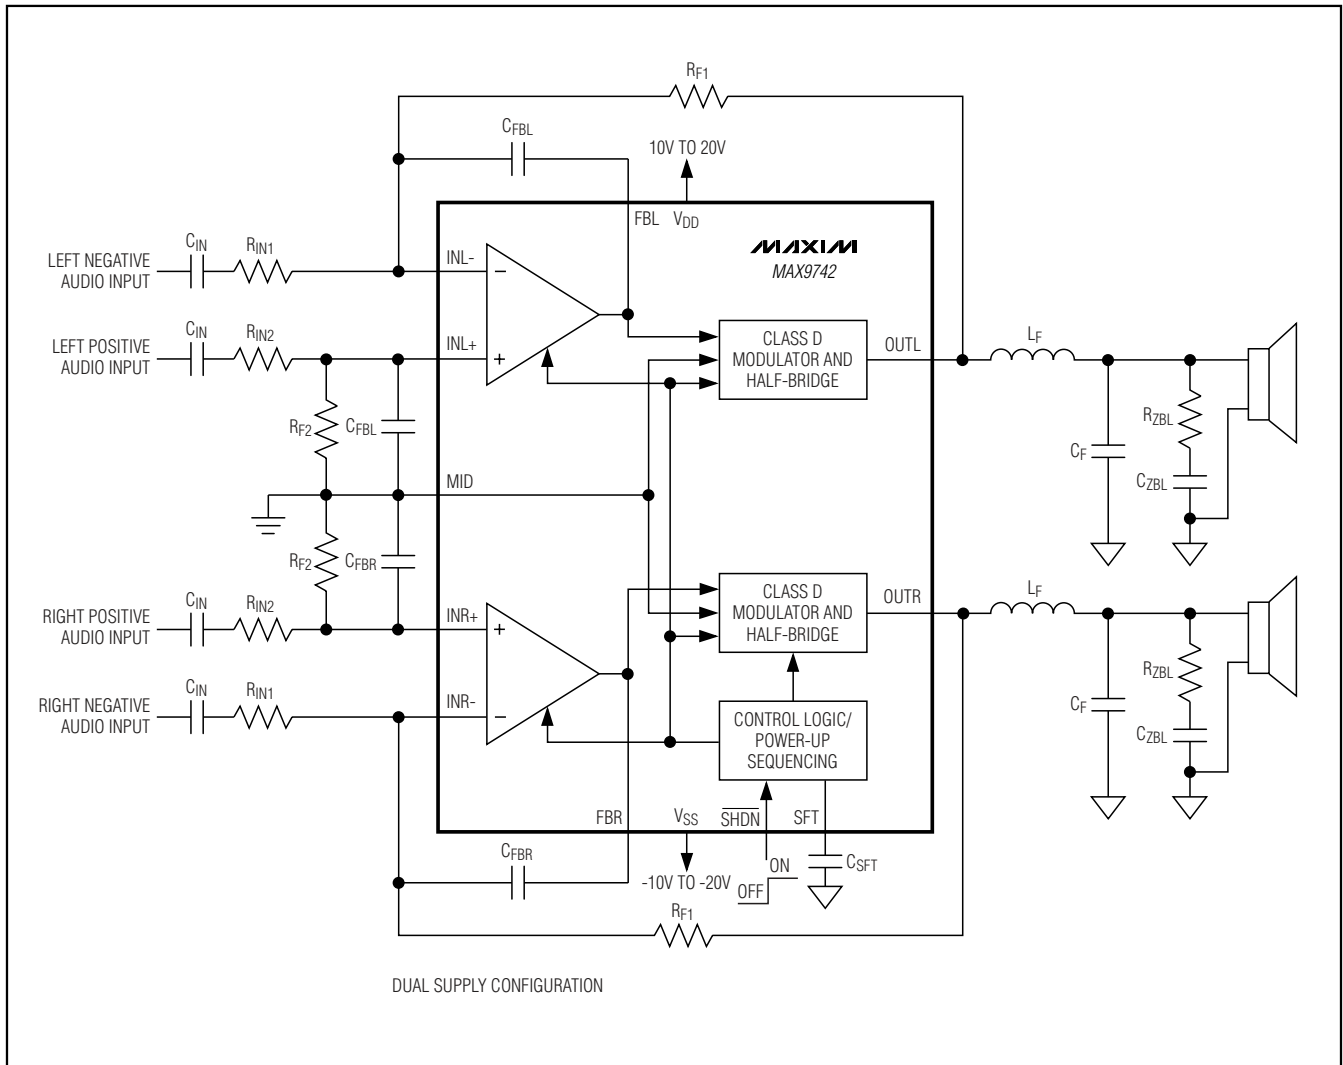 RF1
CFBL
10V TO 20V
FBL VDD
MAXIM
MAX9742
CIN RIN1
LEFT NEGATIVE
AUDIO INPUT
INL-
−
CIN RIN2
LEFT POSITIVE
AUDIO INPUT
INL+
+
CLASS D
MODULATOR AND
HALF-BRIDGE
OUTL
LF
RF2 CFBL
CF
RZBL
CZBL
MID
RF2 CFBR
CIN RIN2
RIGHT POSITIVE
AUDIO INPUT
INR+
+
CLASS D
MODULATOR AND
HALF-BRIDGE
OUTR
LF
CIN RIN1
RIGHT NEGATIVE
AUDIO INPUT
INR-
−
CONTROL LOGIC/
POWER-UP
SEQUENCING
CF
RZBL
CZBL
FBR VSS SHDN SFT
CFBR
-10V TO -20V
ON
OFF
CSFT
RF1
DUAL SUPPLY CONFIGURATION